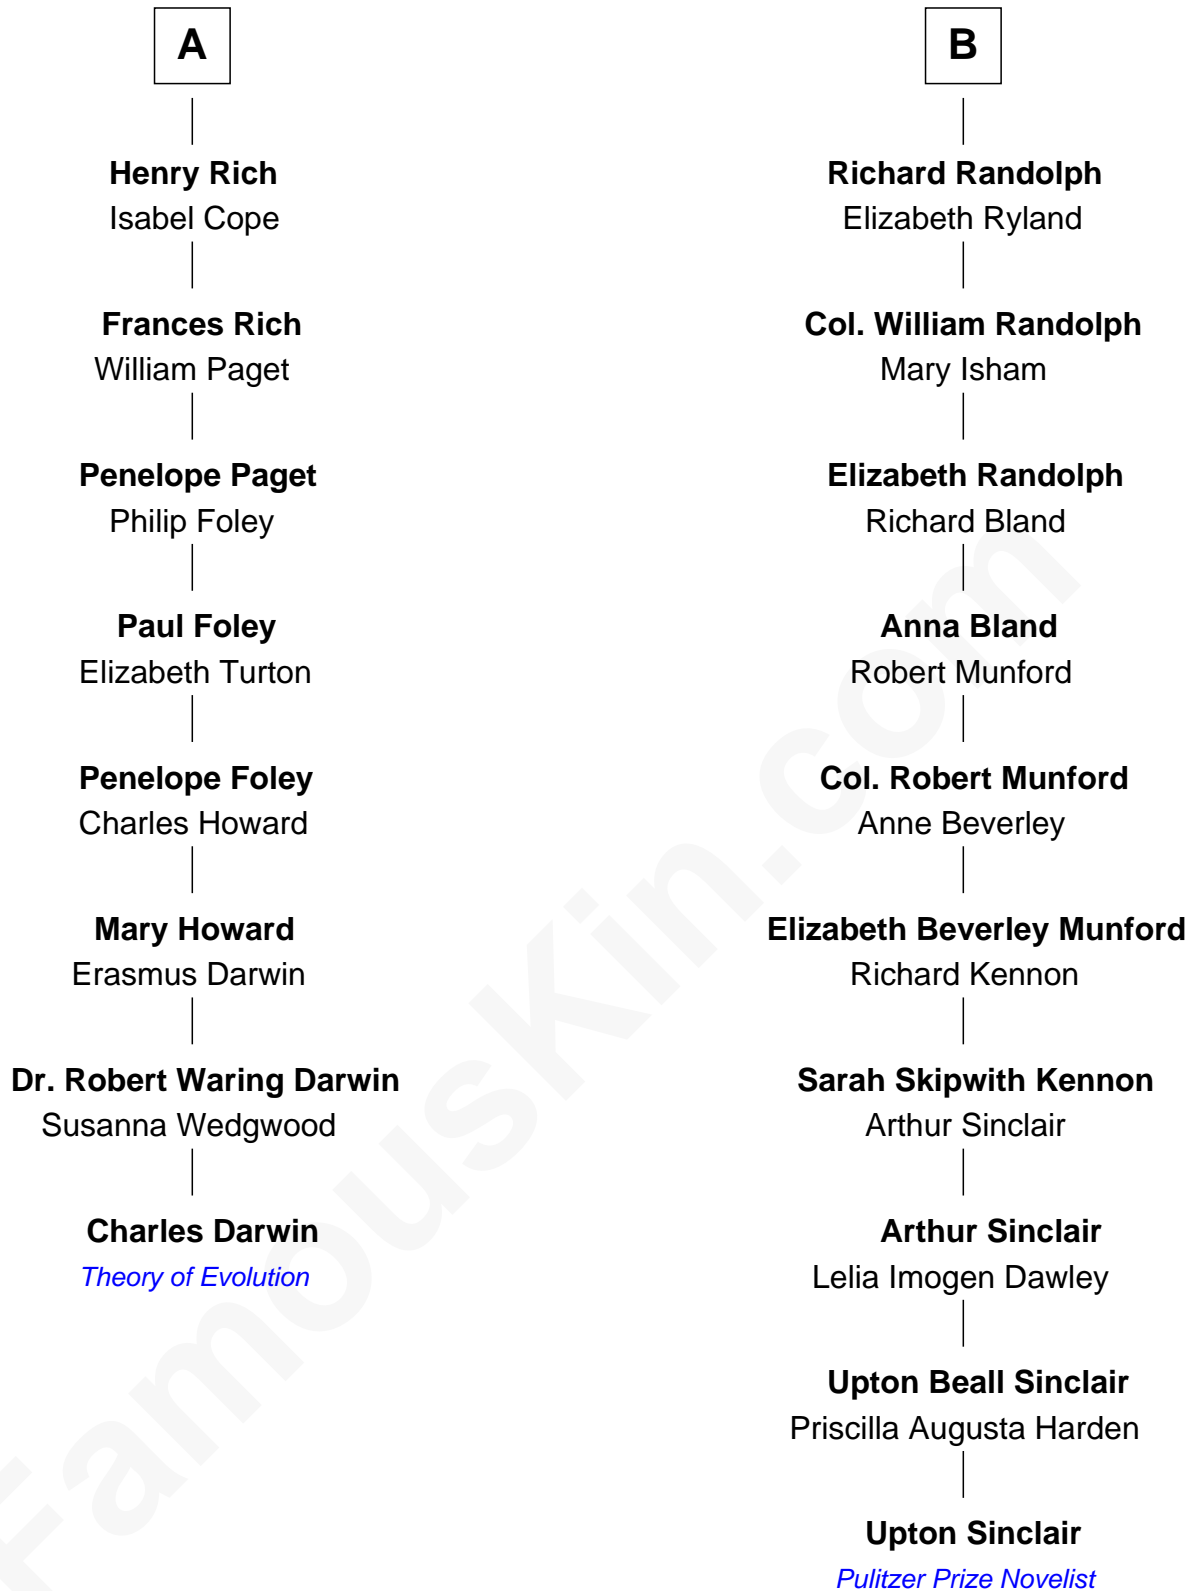 A
Henry Rich
Isabel Cope
Frances Rich
William Paget
Penelope Paget
Philip Foley
Paul Foley
Elizabeth Turton
Penelope Foley
Charles Howard
Mary Howard
Erasmus Darwin
Dr. Robert Waring Darwin
Susanna Wedgwood
Charles Darwin
Theory of Evolution
B
Richard Randolph
Elizabeth Ryland
Col. William Randolph
Mary Isham
Elizabeth Randolph
Richard Bland
Anna Bland
Robert Munford
Col. Robert Munford
Anne Beverley
Elizabeth Beverley Munford
Richard Kennon
Sarah Skipwith Kennon
Arthur Sinclair
Arthur Sinclair
Lelia Imogen Dawley
Upton Beall Sinclair
Priscilla Augusta Harden
Upton Sinclair
Pulitzer Prize Novelist
FamousKin.com